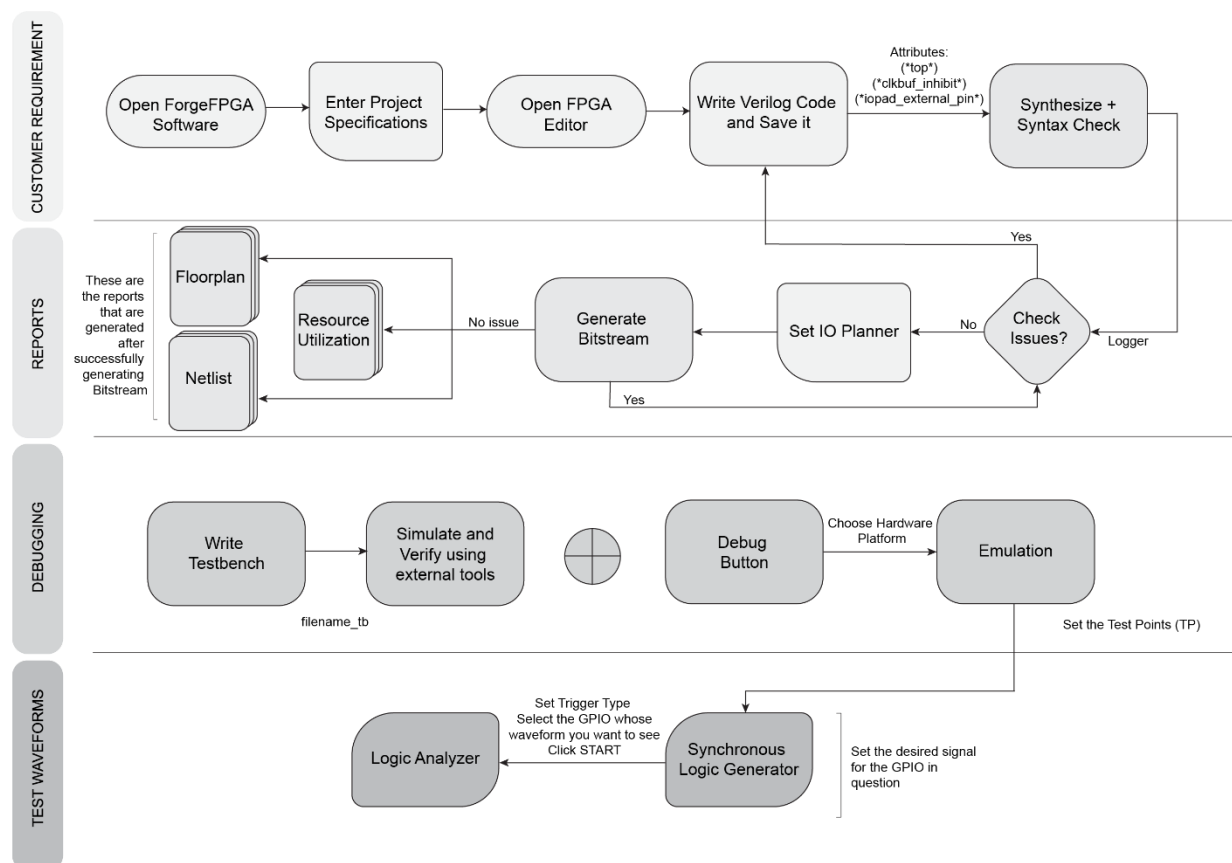 CUSTOMER REQUIREMENT
Open ForgeFPGA
Software
Enter Project
Specifications
Open FPGA
Editor
Write Verilog Code
and Save it
Attributes:
(*top*)
(*clkbuf_inhibit*)
(*iopad_external_pin*)
Synthesize +
Syntax Check
REPORTS
These are
the reports
that are
generated
after
successfully
generating
Bitstream
Floorplan
Netlist
Resource
Utilization
No issue
Generate
Bitstream
Yes
Set IO Planner
No
Check
Issues?
Yes
Logger
DEBUGGING
Write
Testbench
filename_tb
Simulate and
Verify using
external tools
Debug
Button
Choose Hardware
Platform
Emulation
Set the Test Points (TP)
TEST WAVEFORMS
Logic Analyzer
Set Trigger Type
Select the GPIO whose
waveform you want to see
Click START
Synchronous
Logic Generator
Set the desired signal
for the GPIO in
question